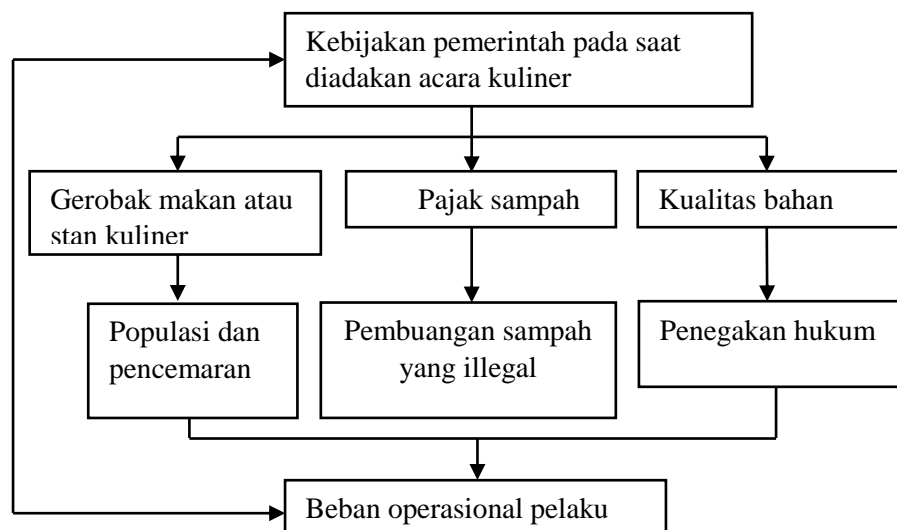 Kebijakan pemerintah pada saat
diadakan acara kuliner
Gerobak makan atau
stan kuliner
Pajak sampah
Kualitas bahan
Populasi dan
pencemaran
Pembuangan sampah
yang illegal
Penegakan hukum
Beban operasional pelaku